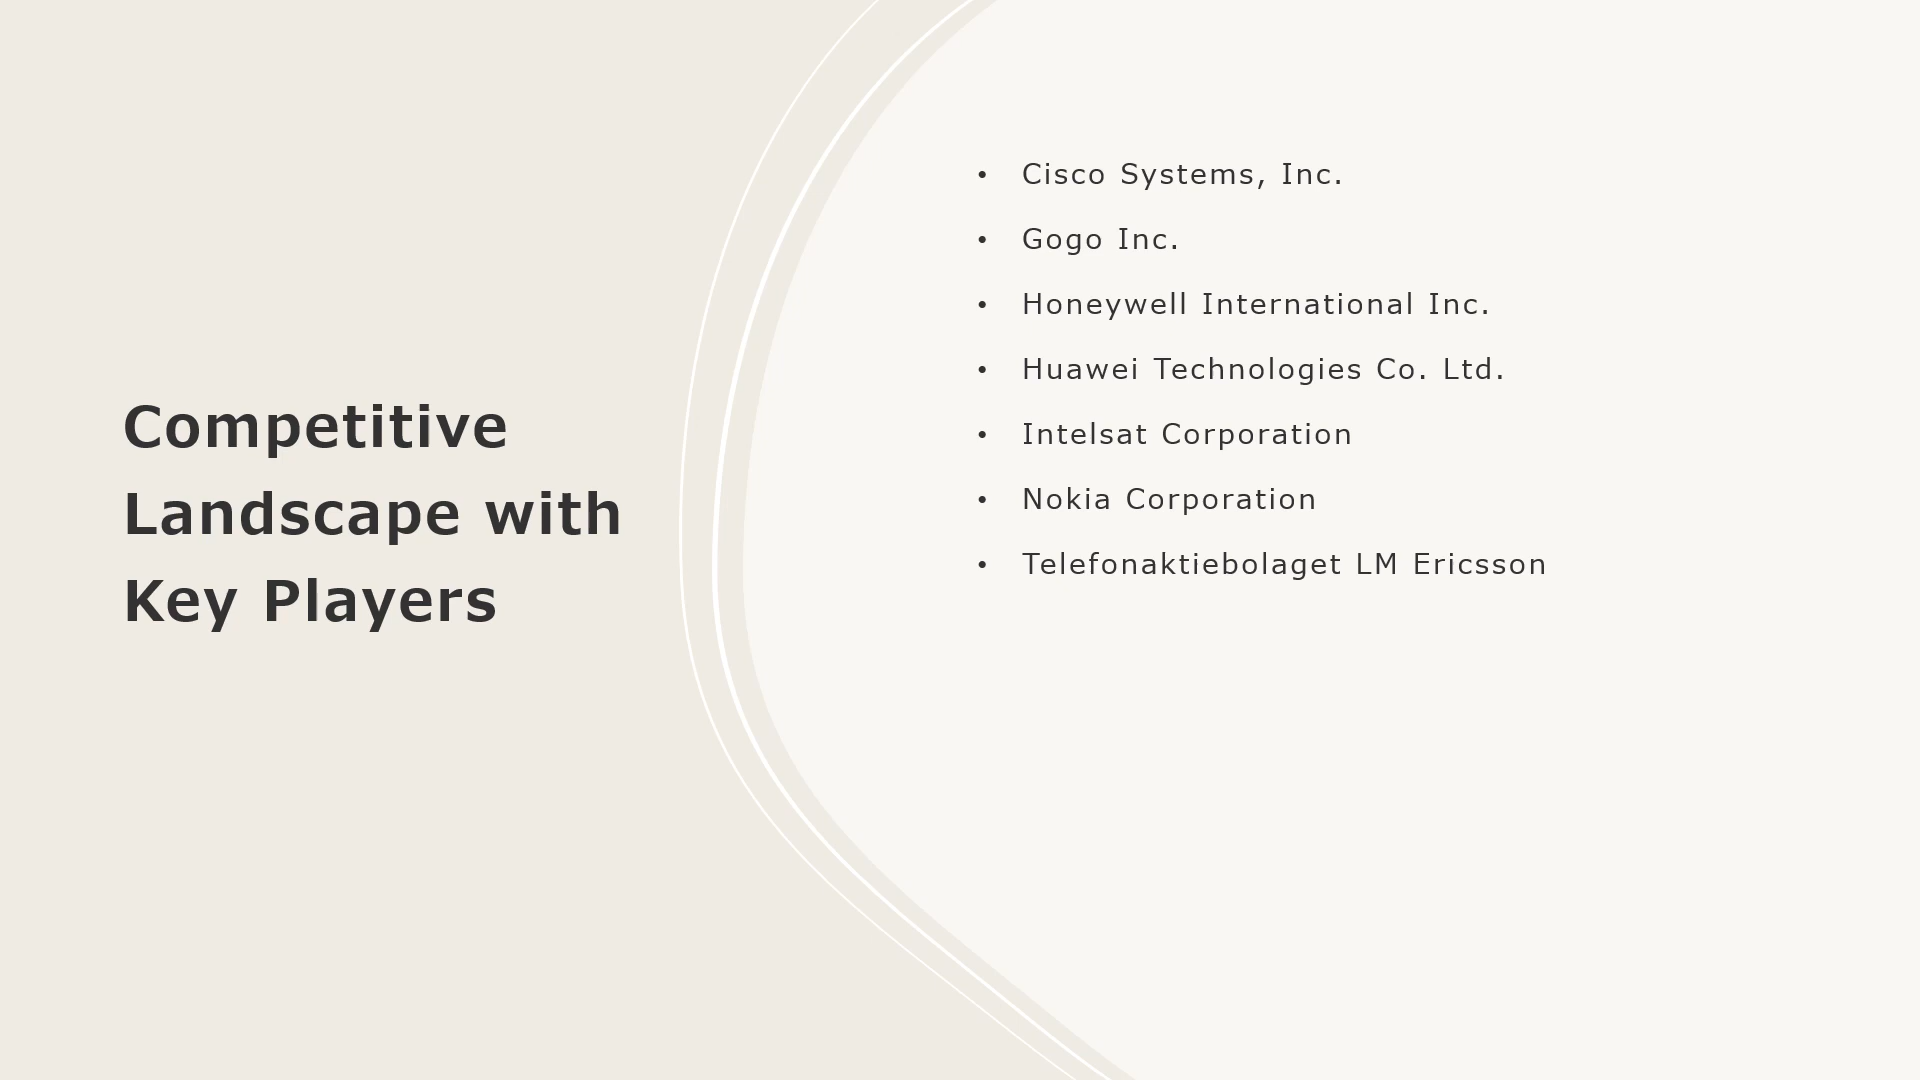 Competitive
Landscape with
Key Players
• Cisco Systems, Inc.
• Gogo Inc.
• Honeywell International Inc.
• Huawei Technologies Co. Ltd.
• Intelsat Corporation
• Nokia Corporation
• Telefonaktiebolaget LM Ericsson